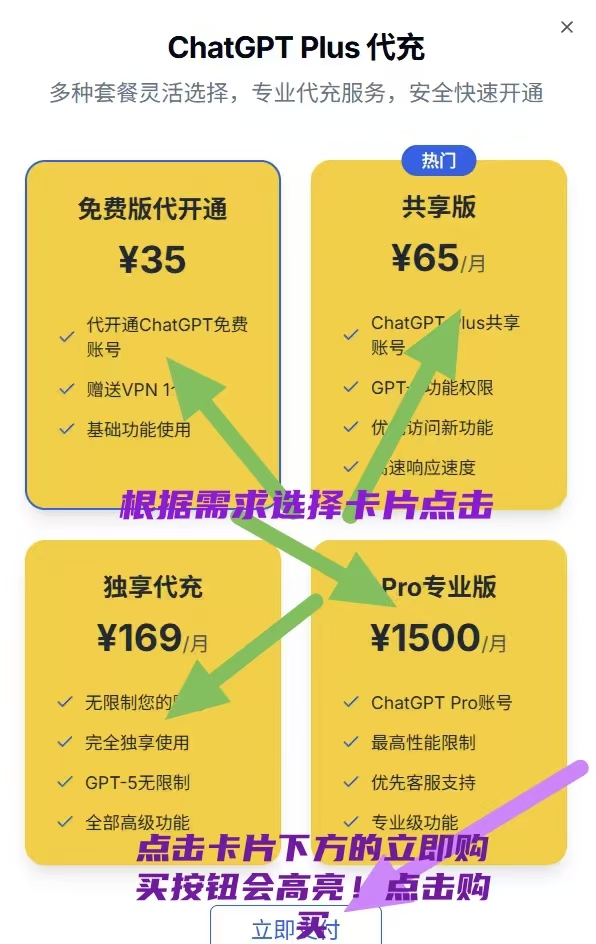 ChatGPT Plus 代充
多种套餐灵活选择，专业代充服务，安全快速开通
免费版代开通
¥35
代开通ChatGPT免费
账号
赠送VPN 1
基础功能使用
热门
共享版
¥65/月
ChatGPT Plus共享
账号
GPT- 功能权限
优 访问新功能
速响应速度
根据需求选择卡片点击
独享代充
¥169/月
无限制您的
完全独享使用
GPT-5无限制
全部高级功能
Pro专业版
¥1500/月
ChatGPT Pro账号
最高性能限制
优先客服支持
专业级功能
点击卡片下方的立即购
买按钮会高亮！点击购
买
立即支付